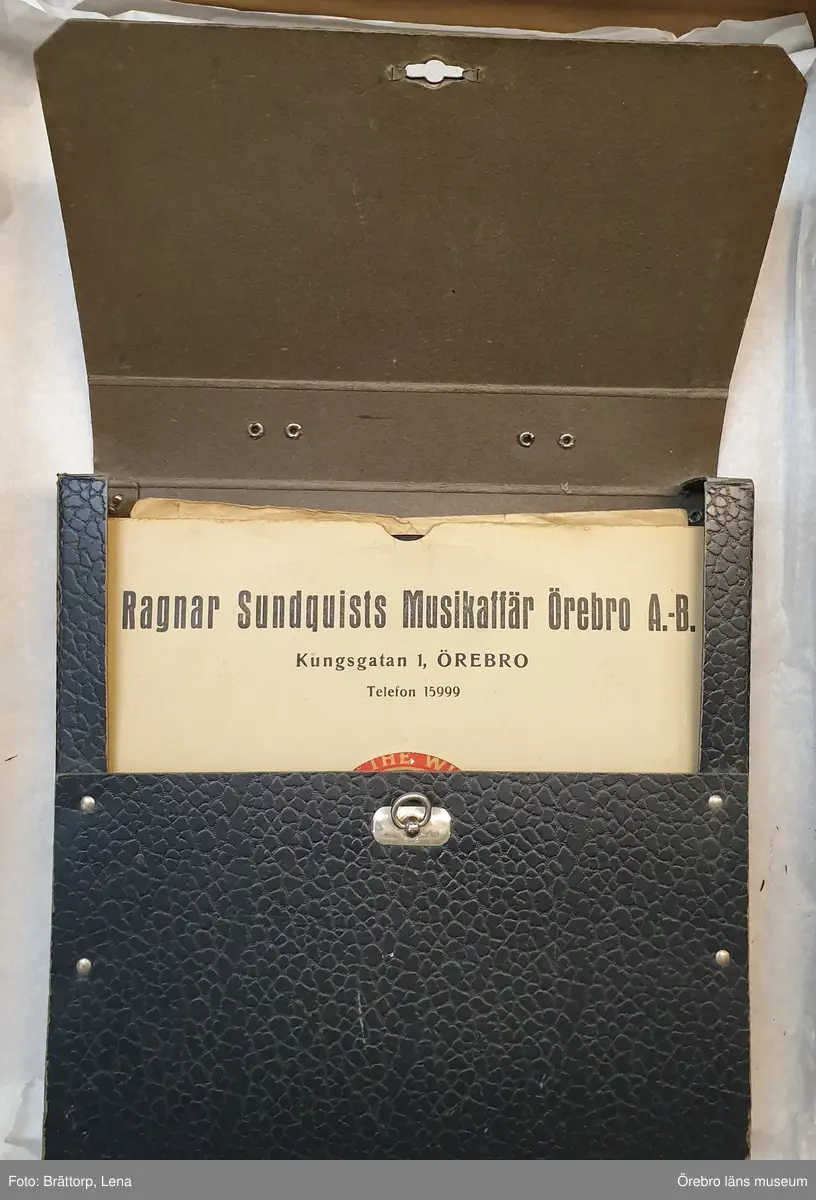 Ragnar Sundquists Musikaffär Örebro A.-B.
Kungsgatan 1, ÖREBRO
Telefon 15999
THE
Foto: Brättorp, Lena
Örebro läns museum